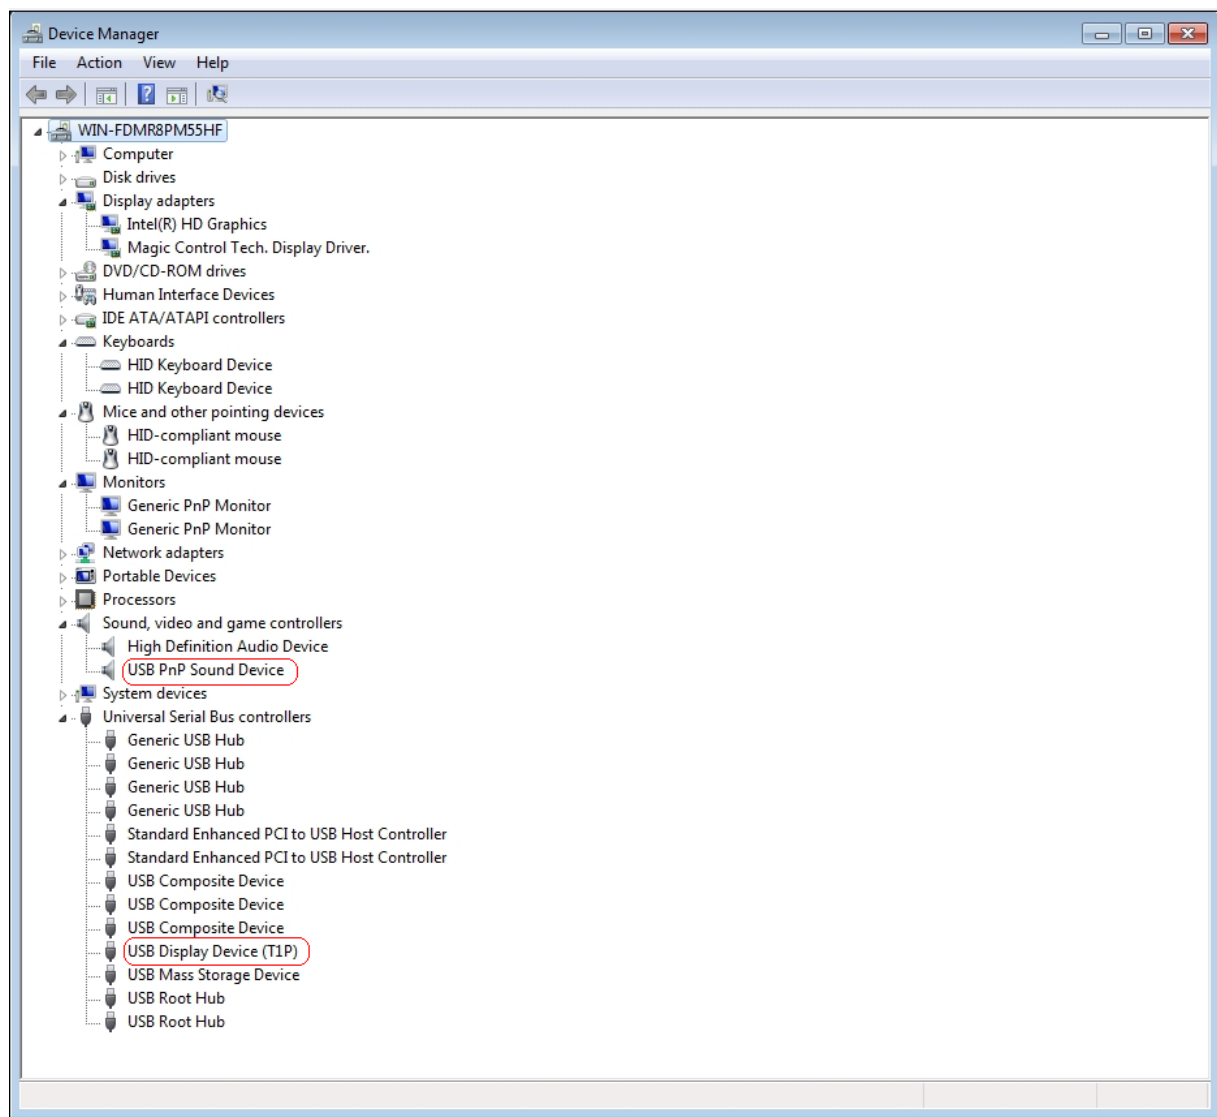 Device Manager
File Action View Help
WIN-FDMR8PM55HF
Computer
Disk drives
Display adapters
Intel(R) HD Graphics
Magic Control Tech. Display Driver.
DVD/CD-ROM drives
Human Interface Devices
IDE ATA/ATAPI controllers
Keyboards
HID Keyboard Device
HID Keyboard Device
Mice and other pointing devices
HID-compliant mouse
HID-compliant mouse
Monitors
Generic PnP Monitor
Generic PnP Monitor
Network adapters
Portable Devices
Processors
Sound, video and game controllers
High Definition Audio Device
USB PnP Sound Device
System devices
Universal Serial Bus controllers
Generic USB Hub
Generic USB Hub
Generic USB Hub
Generic USB Hub
Standard Enhanced PCI to USB Host Controller
Standard Enhanced PCI to USB Host Controller
USB Composite Device
USB Composite Device
USB Composite Device
USB Display Device (T1P)
USB Mass Storage Device
USB Root Hub
USB Root Hub